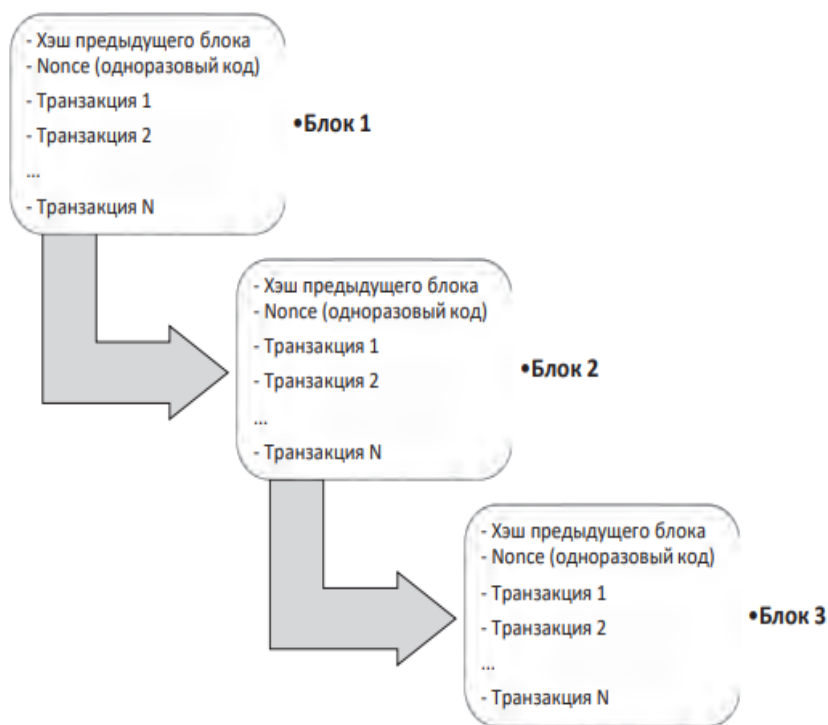 - Хэш предыдущего блока
- Nonce (одноразовый код)
- Транзакция 1
- Транзакция 2
...
- Транзакция N
•Блок 1
- Хэш предыдущего блока
- Nonce (одноразовый код)
- Транзакция 1
- Транзакция 2
...
- Транзакция N
•Блок 2
- Хэш предыдущего блока
- Nonce (одноразовый код)
- Транзакция 1
- Транзакция 2
...
- Транзакция N
•Блок 3